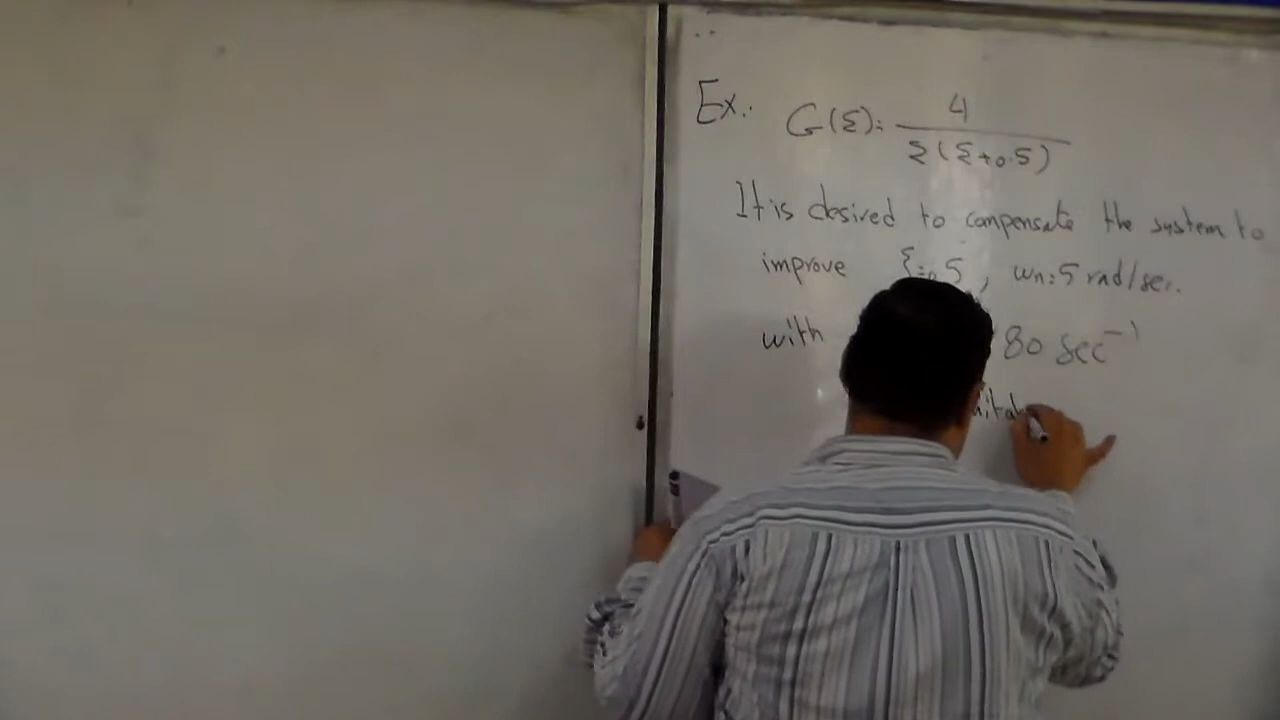 Ex.: G(s) = 4 / s(s+0.5)
It is desired to compensate the system to
improve ξ=0.5, wn=5 rad/sec.
with 80 sec⁻¹